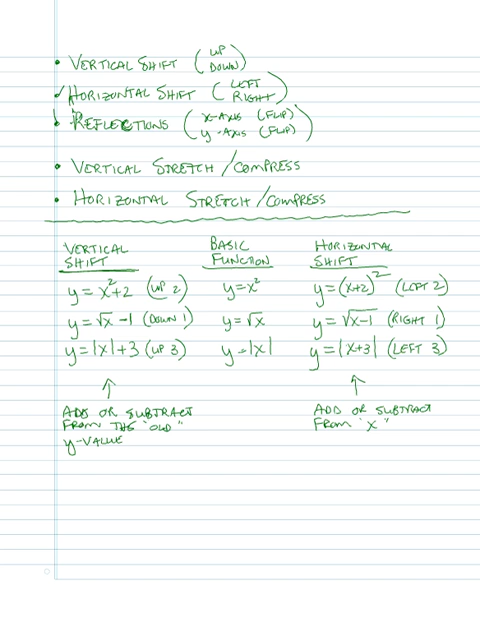 • VERTICAL SHIFT ( UP
DOWN )
• HORIZONTAL SHIFT ( LEFT
RIGHT )
• REFLECTIONS ( x-AXIS (FLIP)
y-AXIS (FLIP) )
• VERTICAL STRETCH / COMPRESS
• HORIZONTAL STRETCH / COMPRESS
VERTICAL SHIFT
y = x² + 2 (UP 2)
y = √x - 1 (DOWN 1)
y = |x| + 3 (UP 3)
↑
ADD OR SUBTRACT
FROM THE "OLD"
y-VALUE
BASIC FUNCTION
y = x²
y = √x
y = |x|
HORIZONTAL SHIFT
y = (x+2)² (LEFT 2)
y = √(x-1) (RIGHT 1)
y = |x+3| (LEFT 3)
↑
ADD OR SUBTRACT
FROM "X"